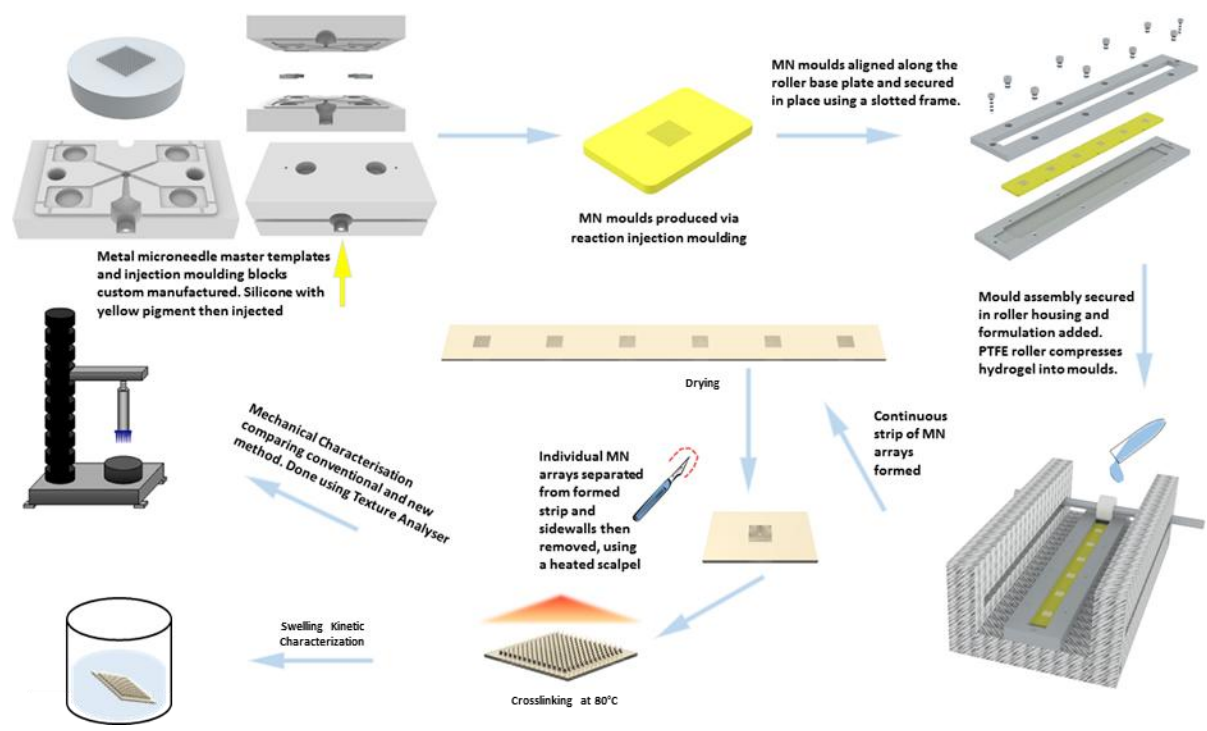 MN moulds aligned along the
roller base plate and secured
in place using a slotted frame.
MN moulds produced via
reaction injection moulding
Metal microneedle master templates
and injection moulding blocks
custom manufactured. Silicone with
yellow pigment then injected
Mould assembly secured
in roller housing and
formulation added.
PTFE roller compresses
hydrogel into moulds.
Drying
Continuous
strip of MN
arrays
formed
Individual MN
arrays separated
from formed
strip and
sidewalls then
removed, using
a heated scalpel
Mechanical Characterisation
comparing conventional and new
method. Done using Texture Analyser
Swelling Kinetic
Characterization
Crosslinking at 80°C